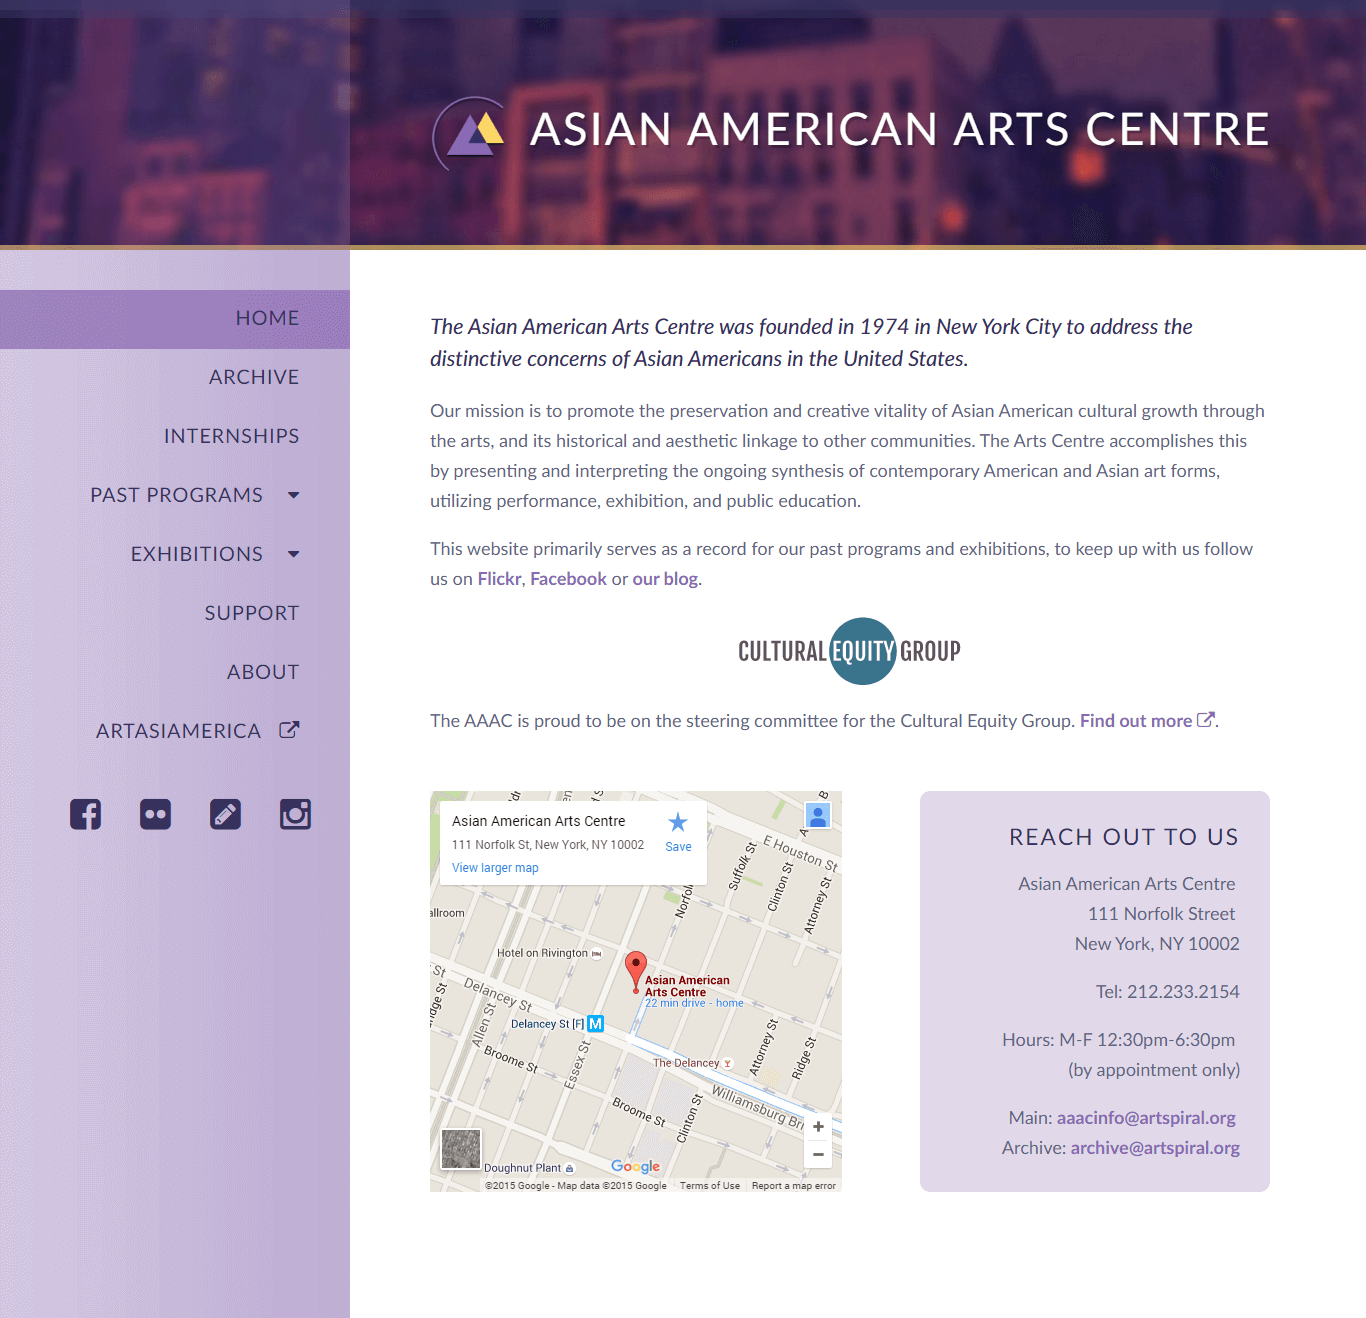 ASIAN AMERICAN ARTS CENTRE
HOME
ARCHIVE
INTERNSHIPS
PAST PROGRAMS
EXHIBITIONS
SUPPORT
ABOUT
ARTASIAMERICA
The Asian American Arts Centre was founded in 1974 in New York City to address the
distinctive concerns of Asian Americans in the United States.
Our mission is to promote the preservation and creative vitality of Asian American cultural growth through
the arts, and its historical and aesthetic linkage to other communities. The Arts Centre accomplishes this
by presenting and interpreting the ongoing synthesis of contemporary American and Asian art forms,
utilizing performance, exhibition, and public education.
This website primarily serves as a record for our past programs and exhibitions, to keep up with us follow
us on Flickr, Facebook or our blog.
CULTURAL EQUITY GROUP
The AAAC is proud to be on the steering committee for the Cultural Equity Group. Find out more.
Asian American Arts Centre
111 Norfolk St, New York, NY 10002
View larger map
Save
E Houston St
Suffolk St
Clinton St
Attorney St
Norfol
allroom
Hotel on Rivington
Asian American
Arts Centre
22 min drive - home
St
Delancey St
Delancey St [F] M
Allen St
ridge St
Essex St
Broome St
The Delancey
Attorney St
Ridge St
Williamsburg Bri
Broome St
Clinton St
Doughnut Plant
Google
©2015 Google - Map data ©2015 Google
Terms of Use
Report a map error
REACH OUT TO US
Asian American Arts Centre
111 Norfolk Street
New York, NY 10002
Tel: 212.233.2154
Hours: M-F 12:30pm-6:30pm
(by appointment only)
Main: aaacinfo@artspiral.org
Archive: archive@artspiral.org